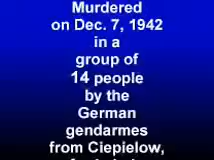 Murdered
on Dec. 7, 1942
in a
group of
14 people
by the
German
gendarmes
from Ciepielow,